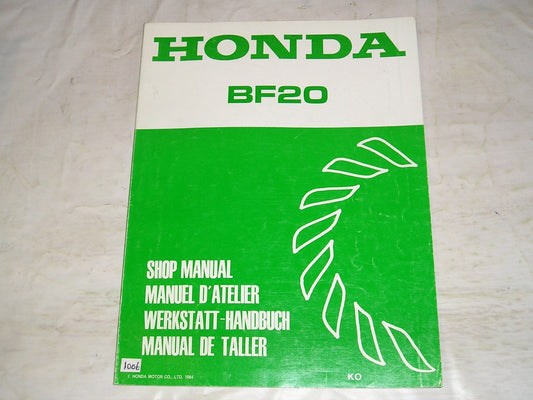 HONDA
BF20
SHOP MANUAL
MANUEL D'ATELIER
WERKSTATT-HANDBUCH
MANUAL DE TALLER
1006
© HONDA MOTOR CO., LTD. 1984
KO